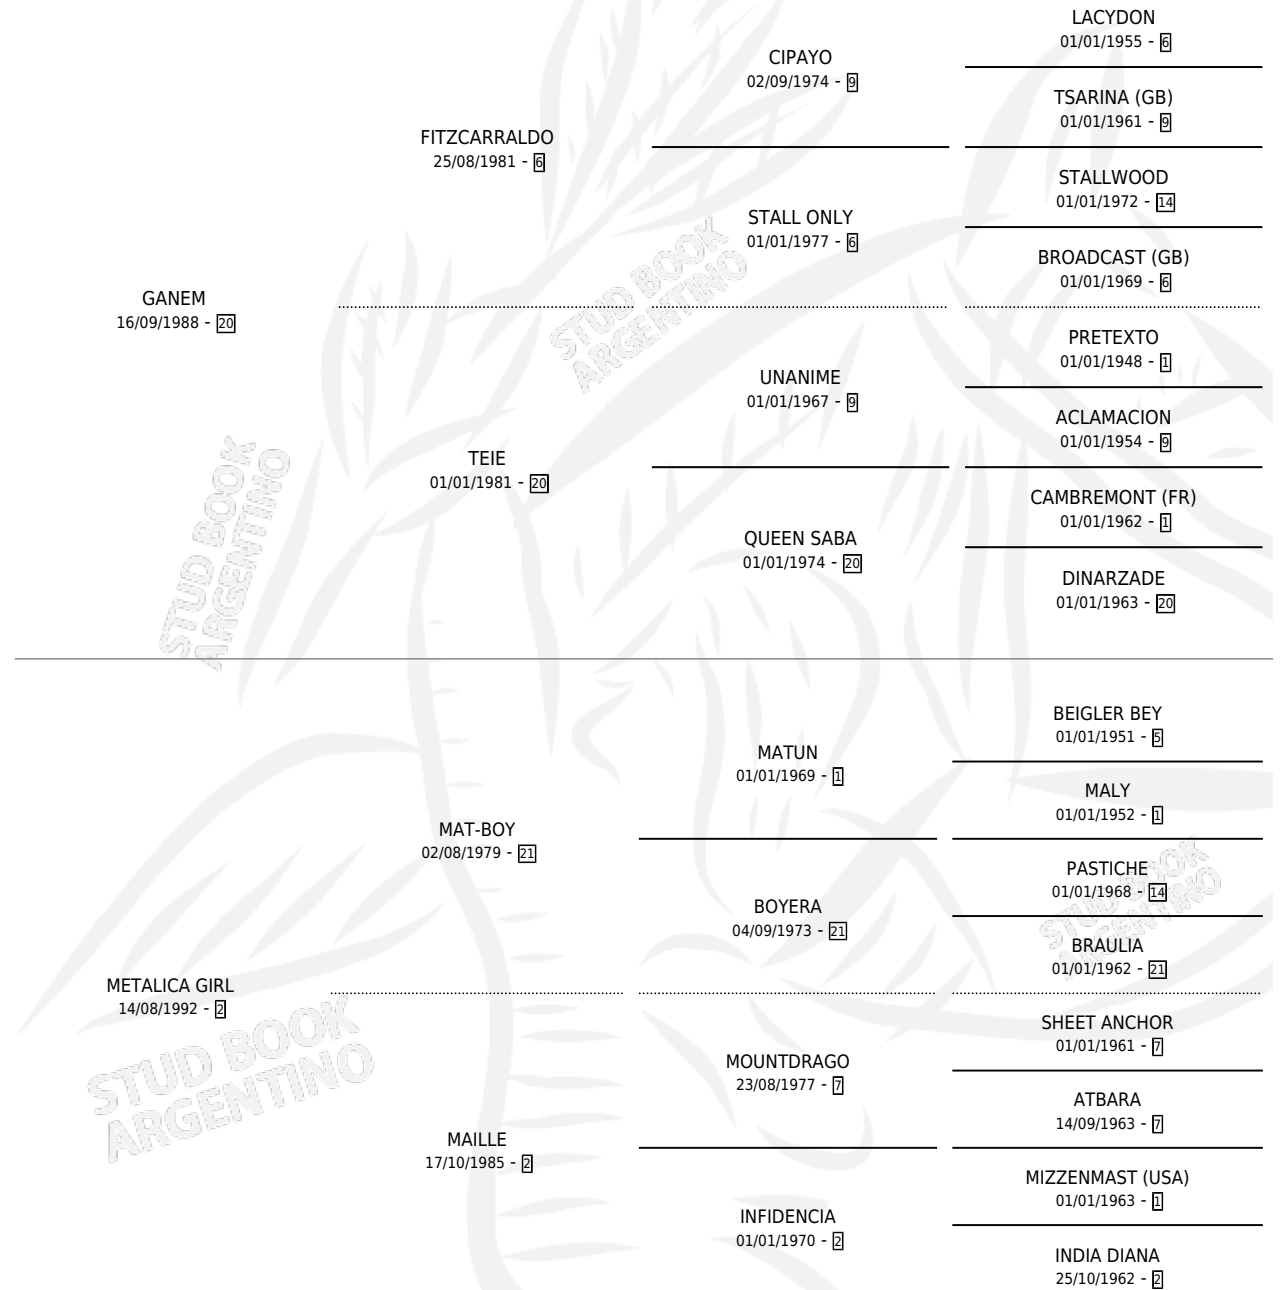 LACYDON
01/01/1955 - 6
CIPAYO
02/09/1974 - 9
TSARINA (GB)
01/01/1961 - 9
FITZCARRALDO
25/08/1981 - 6
STALLWOOD
01/01/1972 - 14
STALL ONLY
01/01/1977 - 6
BROADCAST (GB)
01/01/1969 - 6
GANEM
16/09/1988 - 20
STUD BOOK
ARGENTINO
PRETEXTO
01/01/1948 - 1
UNANIME
01/01/1967 - 9
ACLAMACION
01/01/1954 - 9
TEIE
01/01/1981 - 20
CAMBREMONT (FR)
01/01/1962 - 1
QUEEN SABA
01/01/1974 - 20
DINARZADE
01/01/1963 - 20
STUD BOOK
ARGENTINO
BEIGLER BEY
01/01/1951 - 5
MATUN
01/01/1969 - 1
MALY
01/01/1952 - 1
MAT-BOY
02/08/1979 - 21
PASTICHE
01/01/1968 - 14
BOYERA
04/09/1973 - 21
BRAULIA
01/01/1962 - 21
STUD BOOK
ARGENTINO
METALICA GIRL
14/08/1992 - 2
STUD BOOK
ARGENTINO
SHEET ANCHOR
01/01/1961 - 7
MOUNTDRAGO
23/08/1977 - 7
ATBARA
14/09/1963 - 7
MAILLE
17/10/1985 - 2
MIZZENMAST (USA)
01/01/1963 - 1
INFIDENCIA
01/01/1970 - 2
INDIA DIANA
25/10/1962 - 2